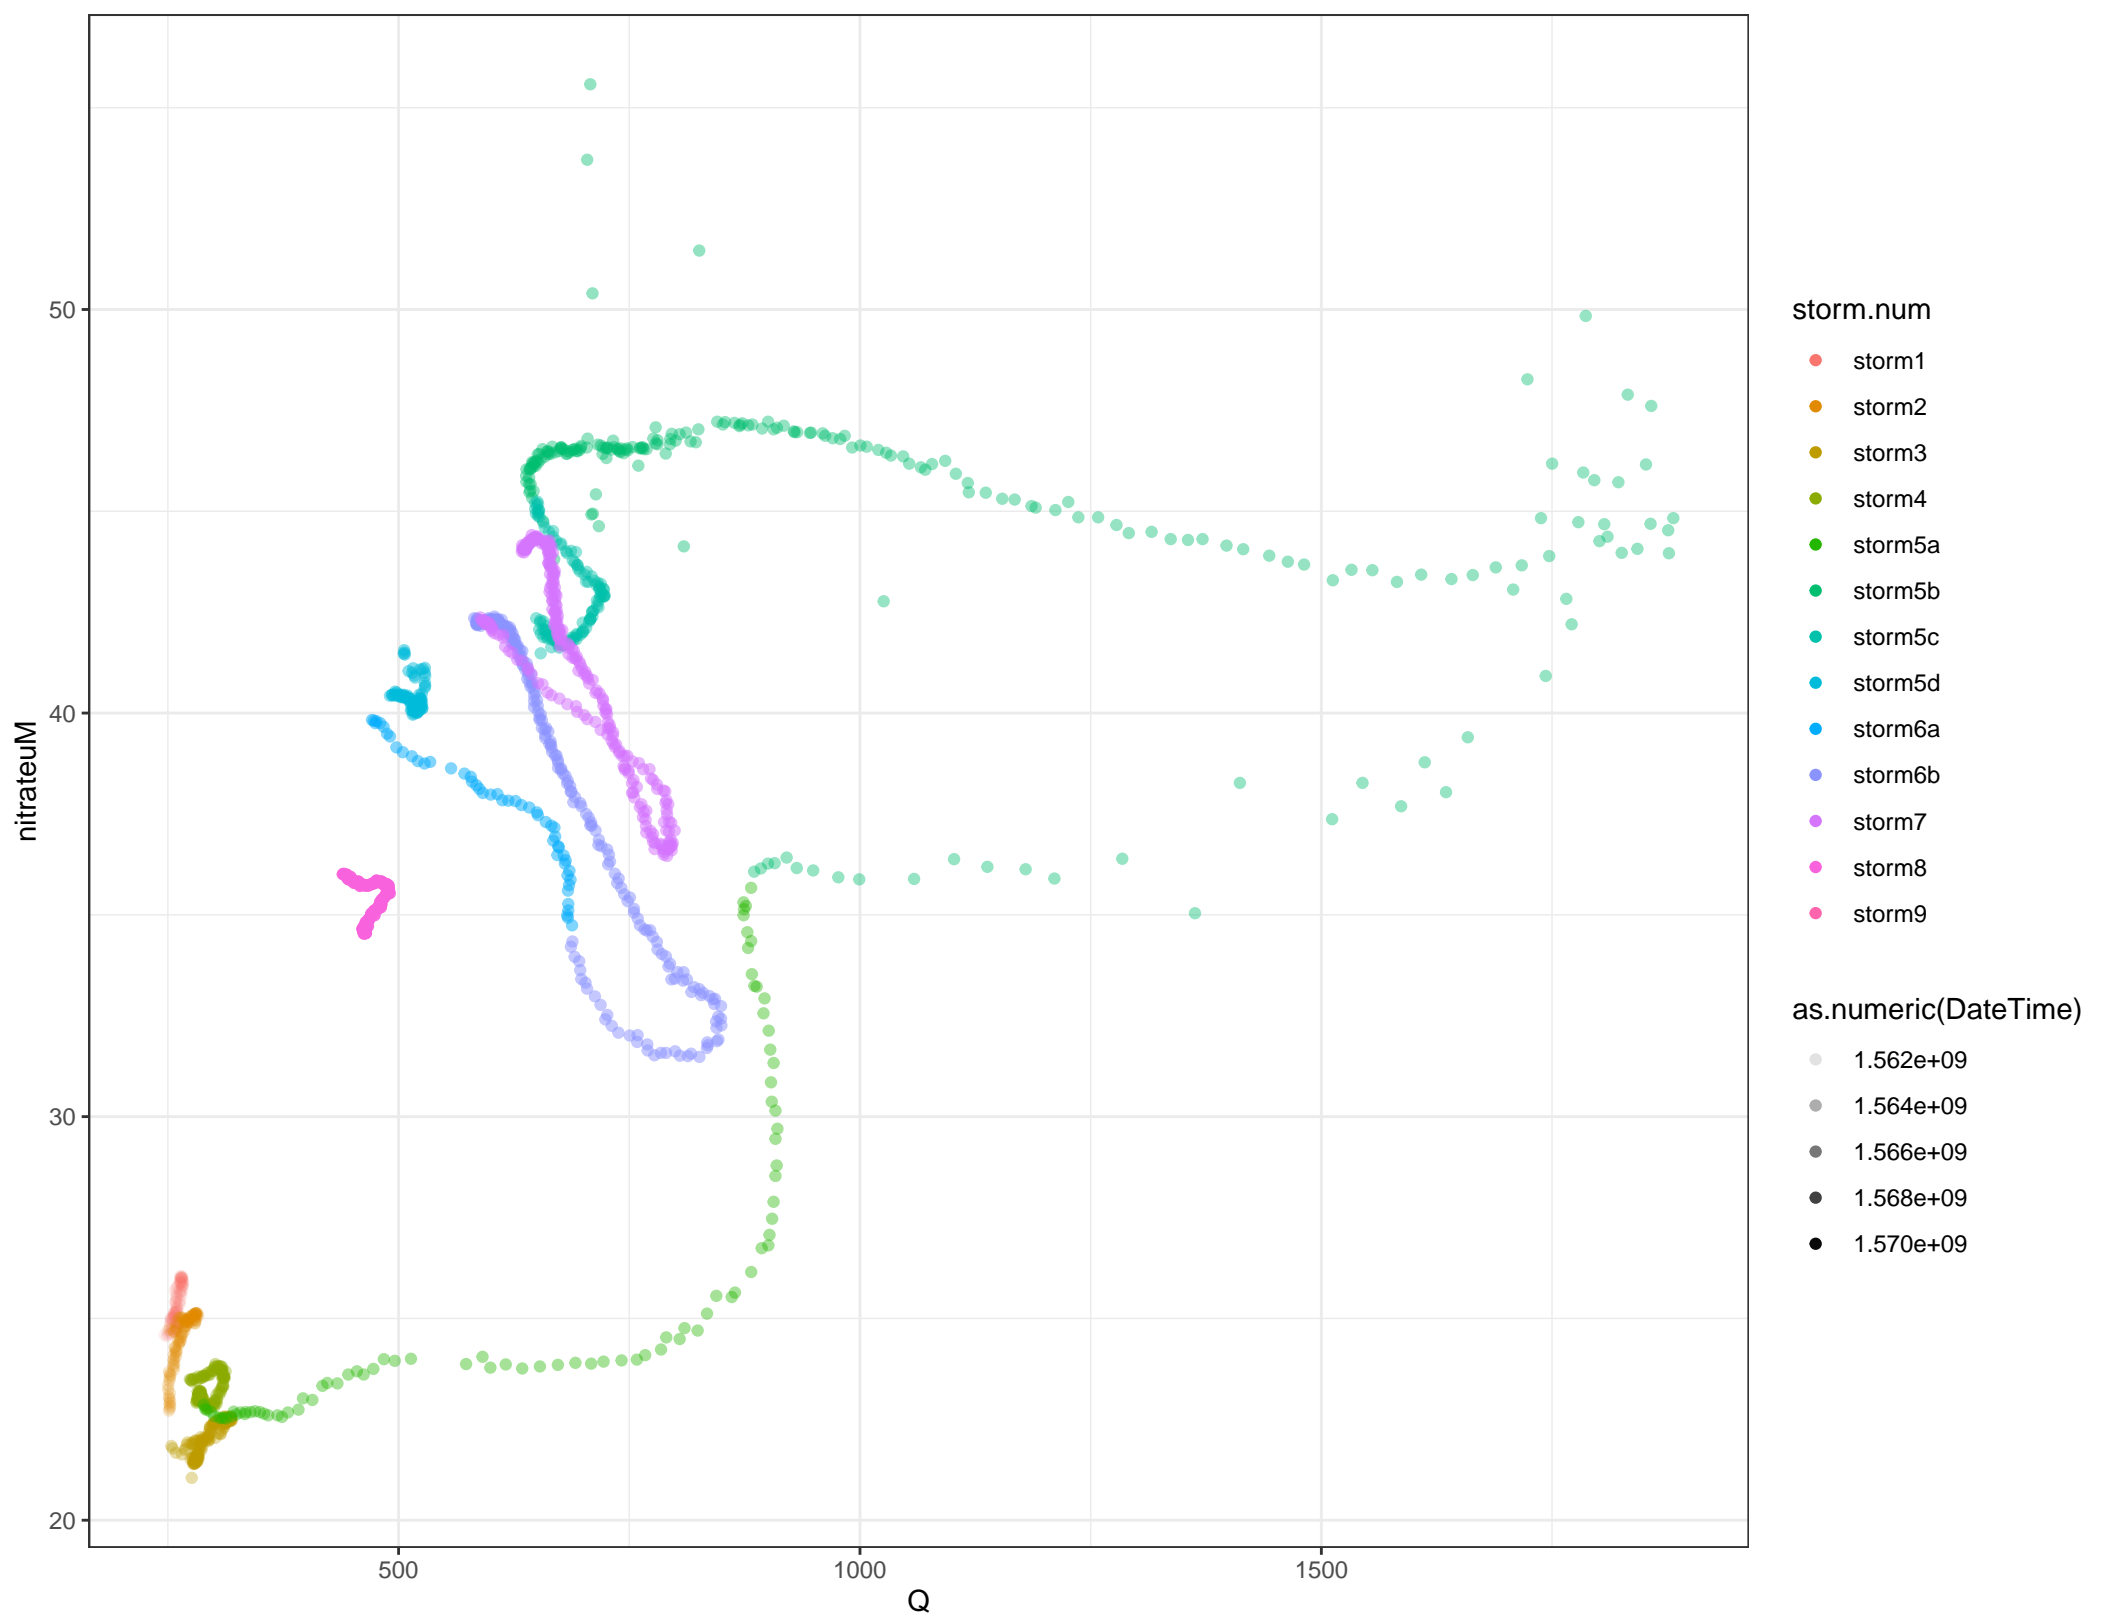 50
40
30
20
nitrateuM
500
1000
1500
Q
storm.num
storm1
storm2
storm3
storm4
storm5a
storm5b
storm5c
storm5d
storm6a
storm6b
storm7
storm8
storm9
as.numeric(DateTime)
1.562e+09
1.564e+09
1.566e+09
1.568e+09
1.570e+09